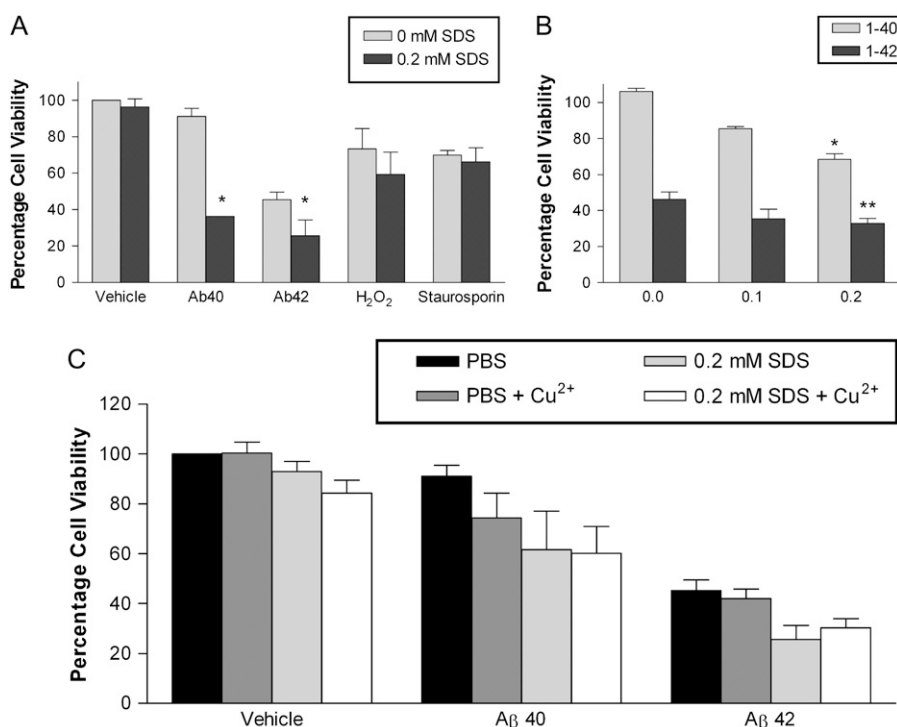 A
0 mM SDS
0.2 mM SDS
Percentage Cell Viability
100
80
60
40
20
0
* *
Vehicle Ab40 Ab42 H₂O₂ Staurosporin
B
1-40
1-42
Percentage Cell Viability
100
80
60
40
20
0
*
**
0.0 0.1 0.2
C
PBS 0.2 mM SDS
PBS + Cu²⁺ 0.2 mM SDS + Cu²⁺
Percentage Cell Viability
120
100
80
60
40
20
0
Vehicle Aβ 40 Aβ 42